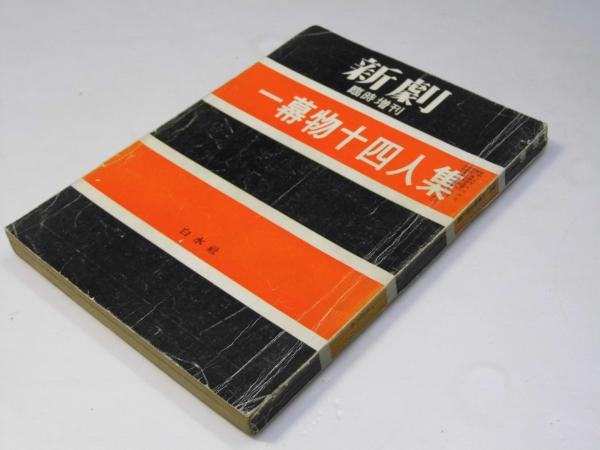 新劇
臨時増刊
一幕物十四人集
白水社